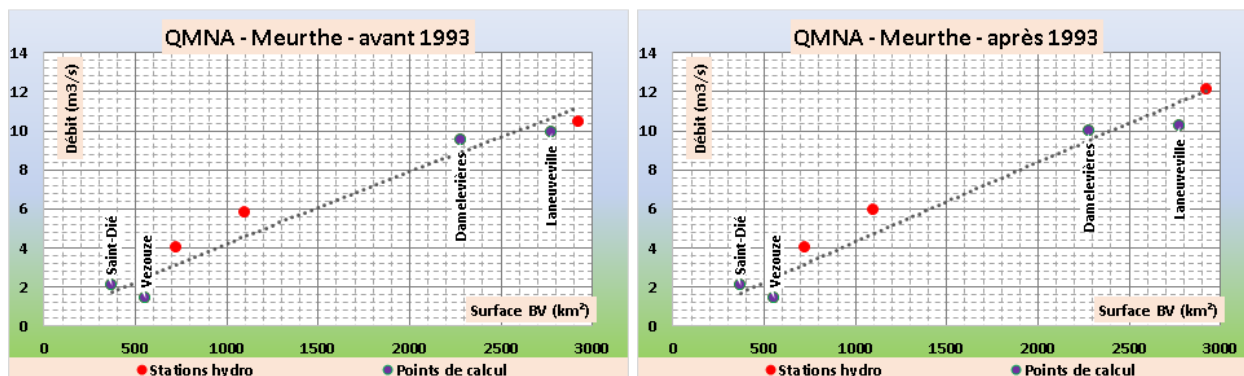 QMNA - Meurthe - avant 1993
Débit (m3/s)
14
12
10
8
6
4
2
0
Saint-Dié
Vezouze
Damelevières
Laneuveville
Surface BV (km²)
0 500 1000 1500 2000 2500 3000
Stations hydro Points de calcul
QMNA - Meurthe - après 1993
Débit (m3/s)
14
12
10
8
6
4
2
0
Saint-Dié
Vezouze
Damelevières
Laneuveville
Surface BV (km²)
0 500 1000 1500 2000 2500 3000
Stations hydro Points de calcul